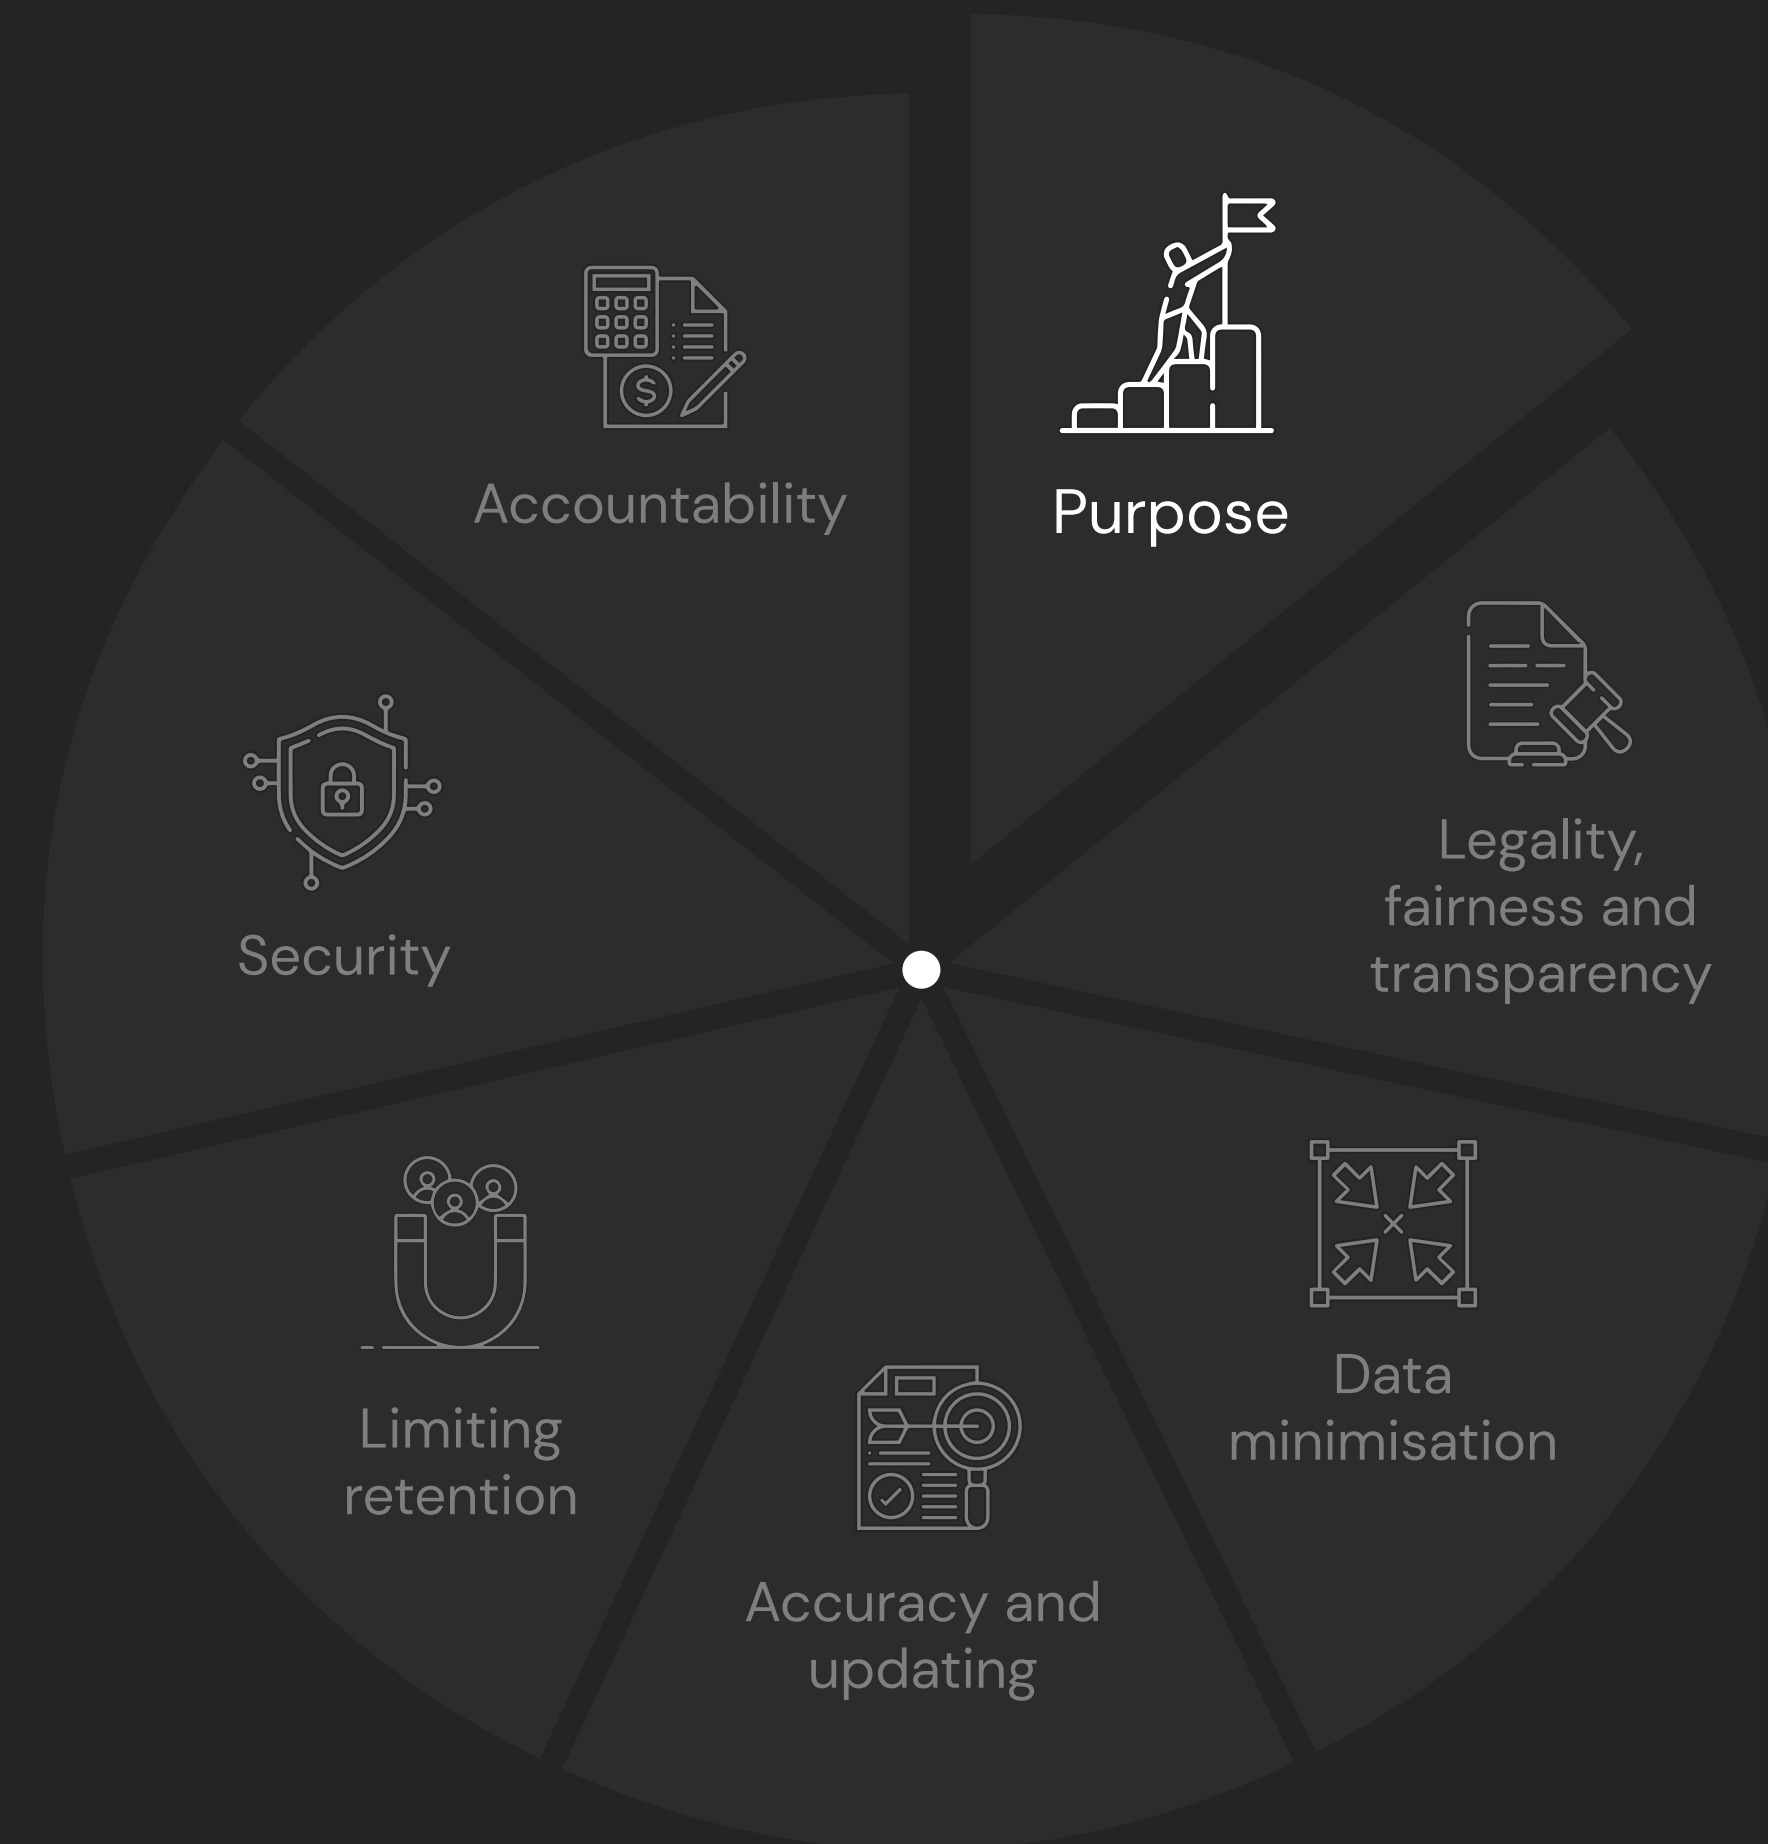 Purpose
Accountability
Legality,
fairness and
transparency
Security
Data
minimisation
Limiting
retention
Accuracy and
updating
$